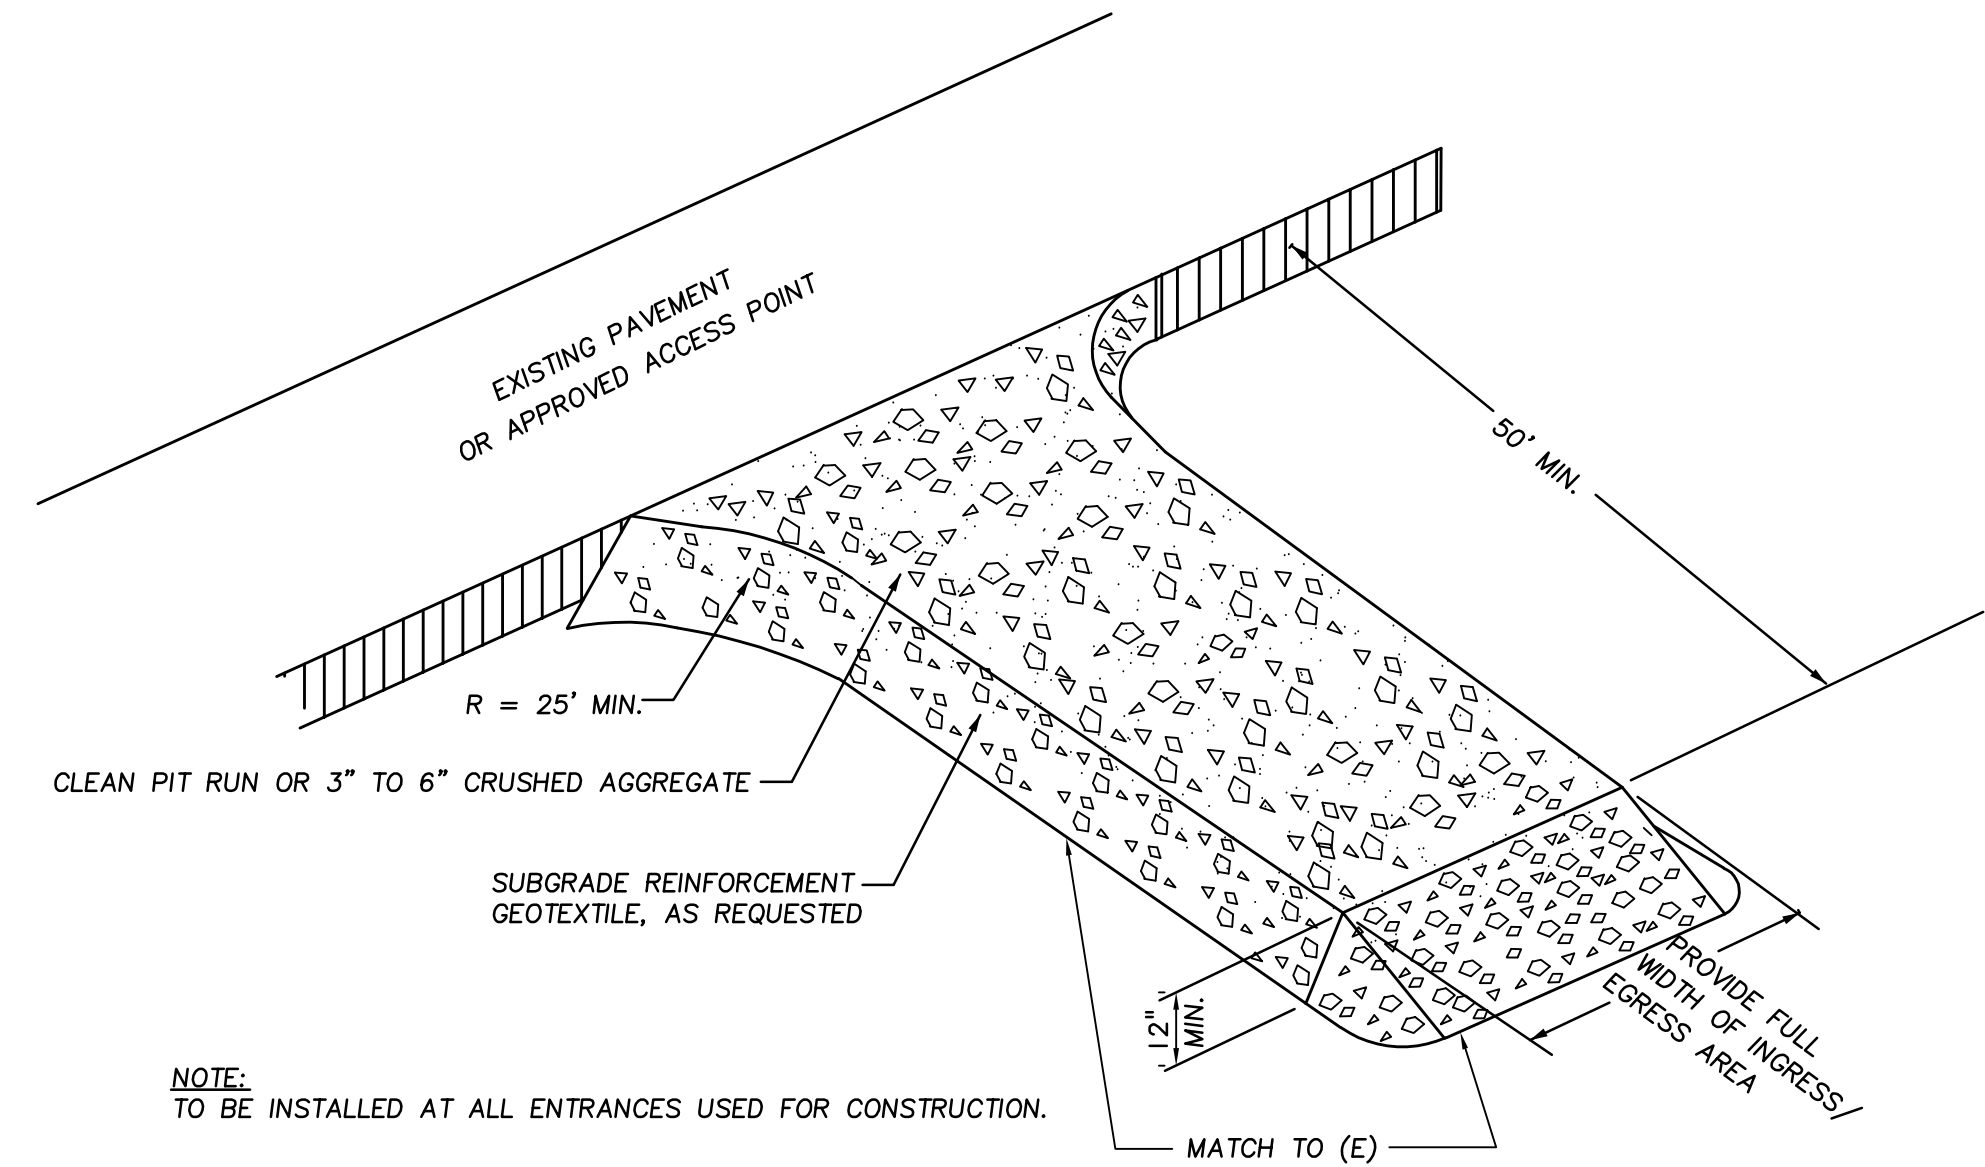 EXISTING PAVEMENT
OR APPROVED ACCESS POINT
50' MIN.
R = 25' MIN.
CLEAN PIT RUN OR 3" TO 6" CRUSHED AGGREGATE
SUBGRADE REINFORCEMENT
GEOTEXTILE, AS REQUESTED
12"
MIN.
PROVIDE FULL
WIDTH OF INGRESS/
EGRESS AREA
NOTE:
TO BE INSTALLED AT ALL ENTRANCES USED FOR CONSTRUCTION.
MATCH TO (E)